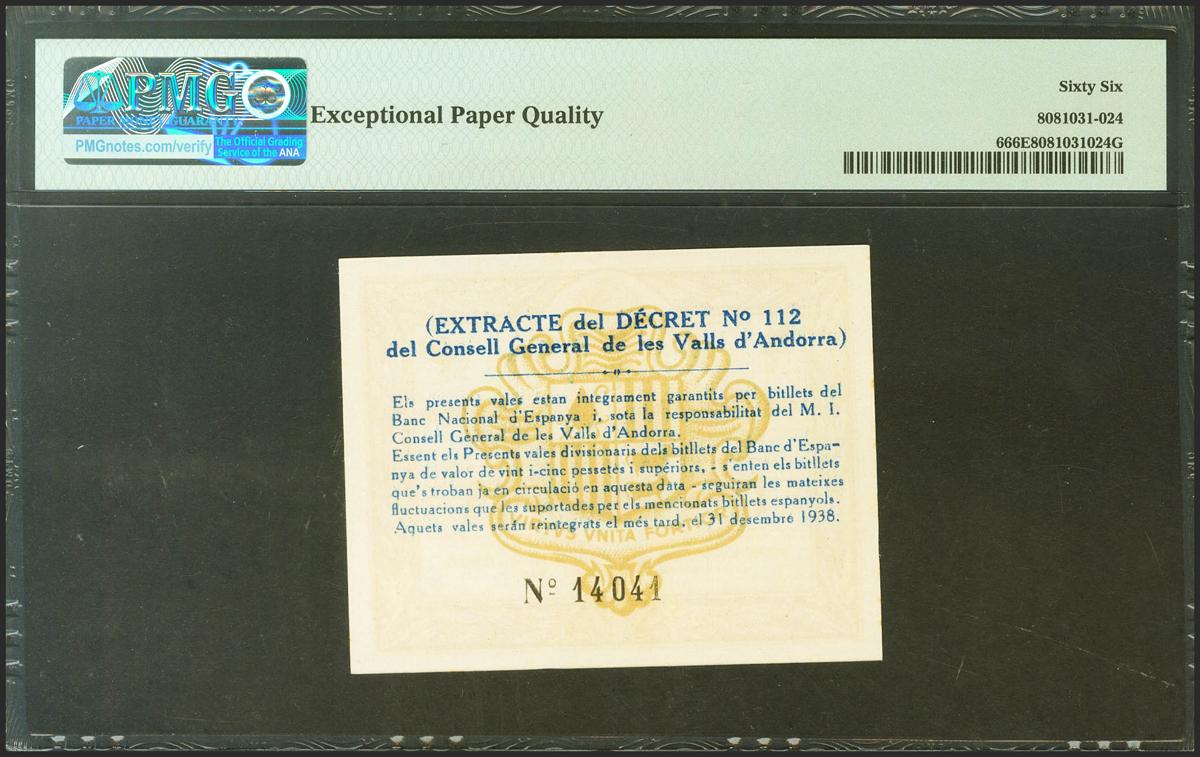 PMG
PAPER MONEY GUARANTY
PMGnotes.com/verify
The Official Grading
Service of the ANA
Exceptional Paper Quality
Sixty Six
8081031-024
666E8081031024G
(EXTRACTE del DÉCRET Nº 112
del Consell General de les Valls d'Andorra)
Els presents vales estan integrament garantits per bitllets del
Banc Nacional d'Espanya i, sota la responsabilitat del M. I.
Consell General de les Valls d'Andorra.
Essent els Presents vales divisionaris dels bitllets del Banc d'Espa-
nya de valor de vint i-cinc pessetes i superiors, - s enten els bitllets
que's troban ja en circulació en aquesta data - seguiran les mateixes
fluctuacions que les suportades per els mencionats bitllets espanyols.
Aquets vales serán reintegrats el més tard, el 31 desembre 1938.
VIRTVS VNITA FORTIOR
Nº 14041